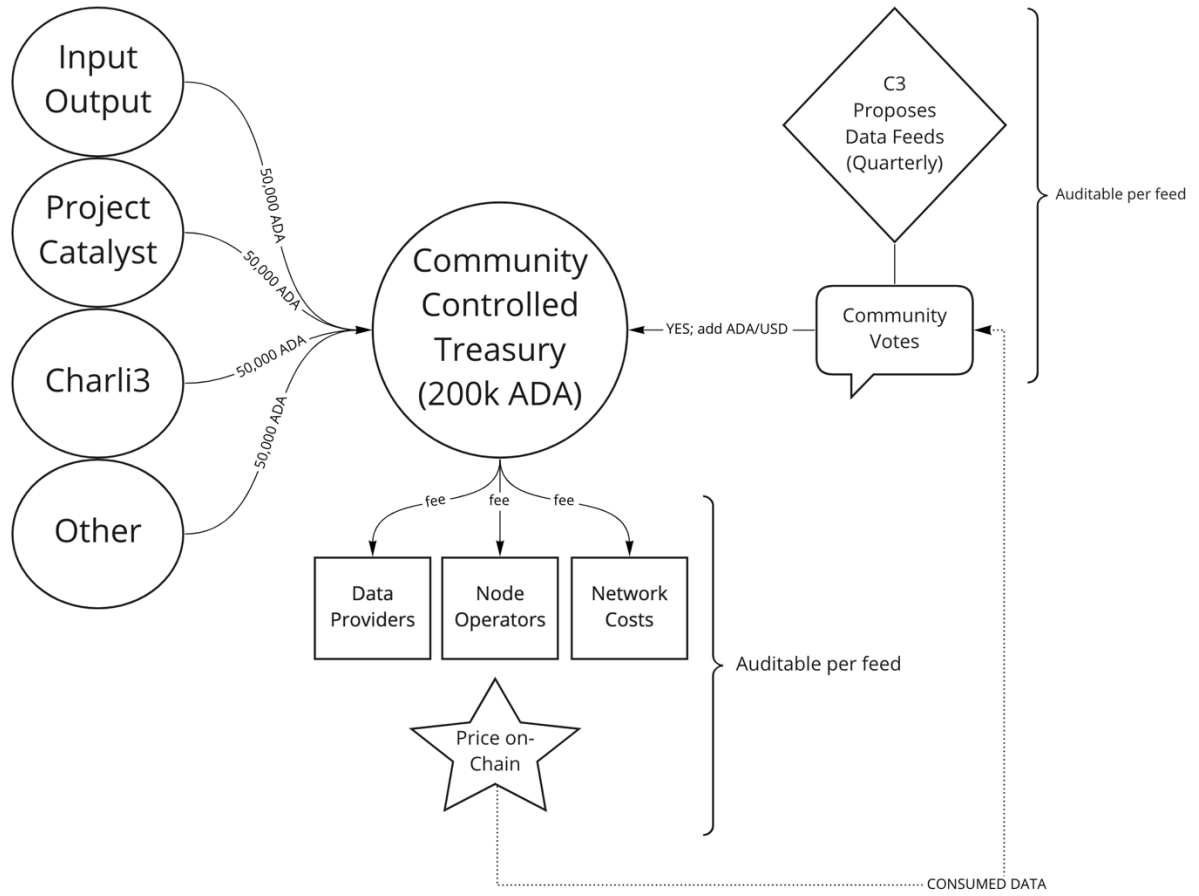 Input
Output
Project
Catalyst
Charli3
Other
50,000 ADA
50,000 ADA
50,000 ADA
50,000 ADA
Community
Controlled
Treasury
(200k ADA)
C3
Proposes
Data Feeds
(Quarterly)
Auditable per feed
Community
Votes
YES; add ADA/USD
fee
fee
fee
Data
Providers
Node
Operators
Network
Costs
Auditable per feed
Price on-
Chain
CONSUMED DATA